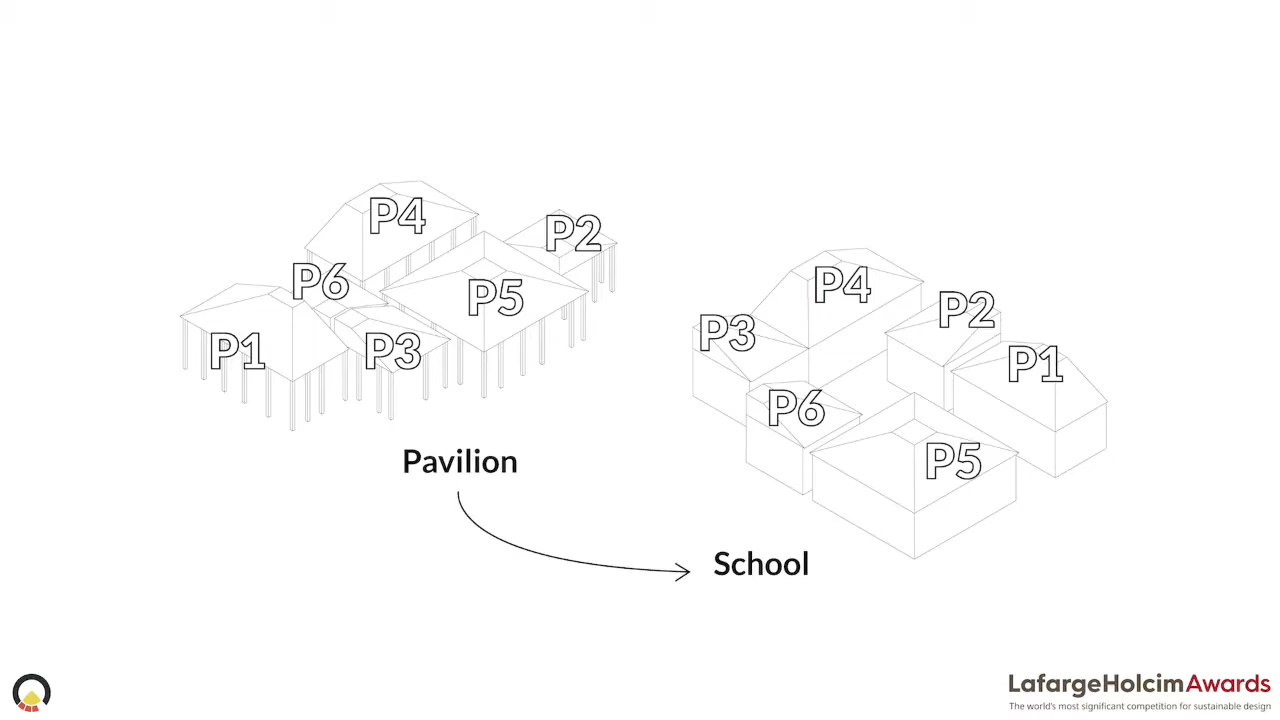 P4
P2
P6
P5
P1
P3
Pavilion
P4
P2
P3
P1
P6
P5
School
LafargeHolcimAwards
The world's most significant competition for sustainable design